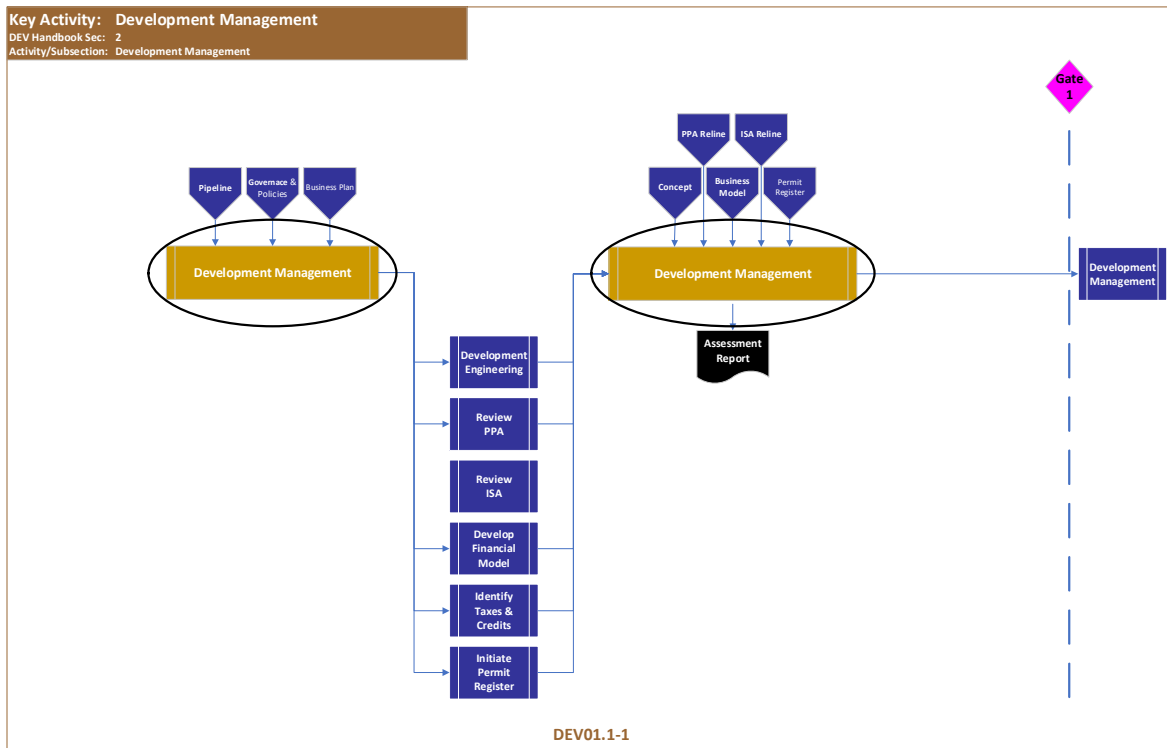 Key Activity: Development Management
DEV Handbook Sec: 2
Activity/Subsection: Development Management
Gate
1
PPA Reline
ISA Reline
Pipeline
Governace &
Policies
Business Plan
Concept
Business
Model
Permit
Register
Development Management
Development Management
Development
Management
Assessment
Report
Development
Engineering
Review
PPA
Review
ISA
Develop
Financial
Model
Identify
Taxes &
Credits
Initiate
Permit
Register
DEV01.1-1